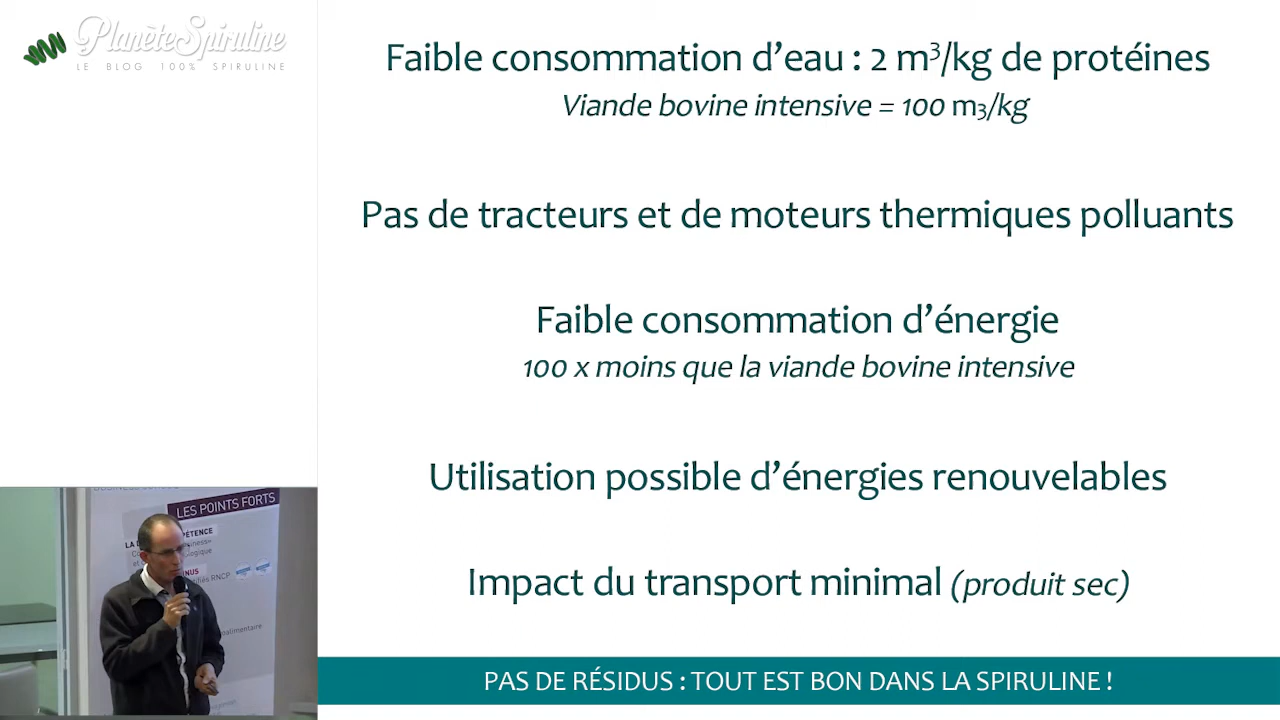 PlanèteSpiruline
LE BLOG 100% SPIRULINE
Faible consommation d’eau : 2 m³/kg de protéines
Viande bovine intensive = 100 m3/kg
Pas de tracteurs et de moteurs thermiques polluants
Faible consommation d’énergie
100 x moins que la viande bovine intensive
Utilisation possible d’énergies renouvelables
Impact du transport minimal (produit sec)
PAS DE RÉSIDUS : TOUT EST BON DANS LA SPIRULINE !
LES POINTS FORTS
RNCP